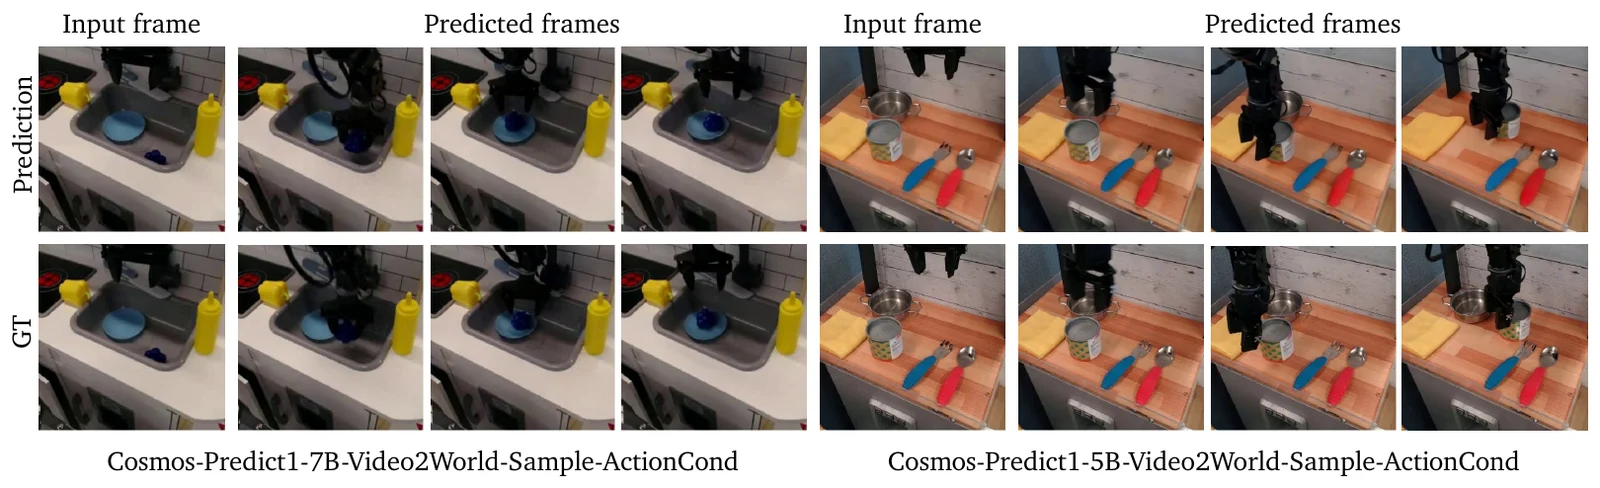 Input frame
Predicted frames
Input frame
Predicted frames
Prediction
GT
Cosmos-Predict1-7B-Video2World-Sample-ActionCond
Cosmos-Predict1-5B-Video2World-Sample-ActionCond